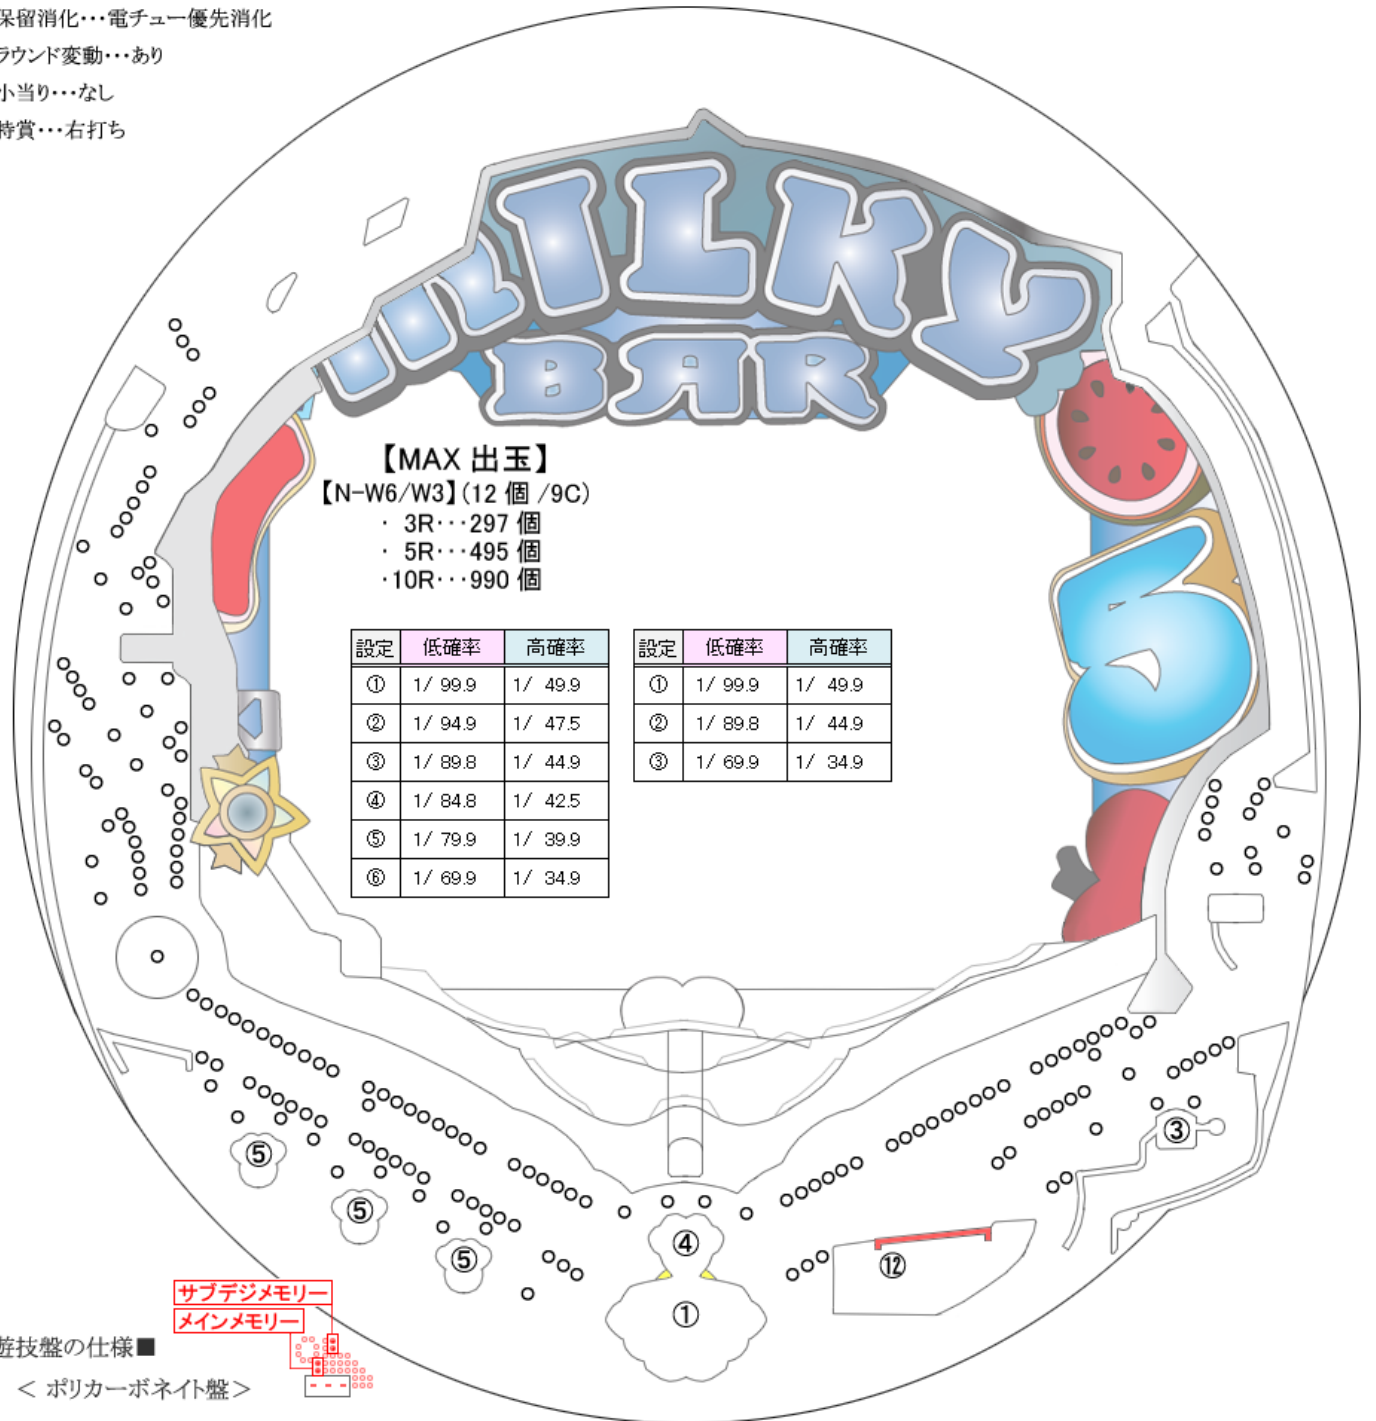 保留消化･･･電チュー優先消化
ラウンド変動･･･あり
小当り･･･なし
特賞･･･右打ち
MILKY
BAR
【MAX 出玉】
【N-W6/W3】(12 個 /9C)
・ 3R･･･297 個
・ 5R･･･495 個
・10R･･･990 個
設定 低確率 高確率
① 1/ 99.9 1/ 49.9
② 1/ 94.9 1/ 47.5
③ 1/ 89.8 1/ 44.9
④ 1/ 84.8 1/ 42.5
⑤ 1/ 79.9 1/ 39.9
⑥ 1/ 69.9 1/ 34.9
設定 低確率 高確率
① 1/ 99.9 1/ 49.9
② 1/ 89.8 1/ 44.9
③ 1/ 69.9 1/ 34.9
③
⑤
⑤
⑤
④
⑫
①
サブデジメモリー
メインメモリー
遊技盤の仕様■
＜ ポリカーボネイト盤＞